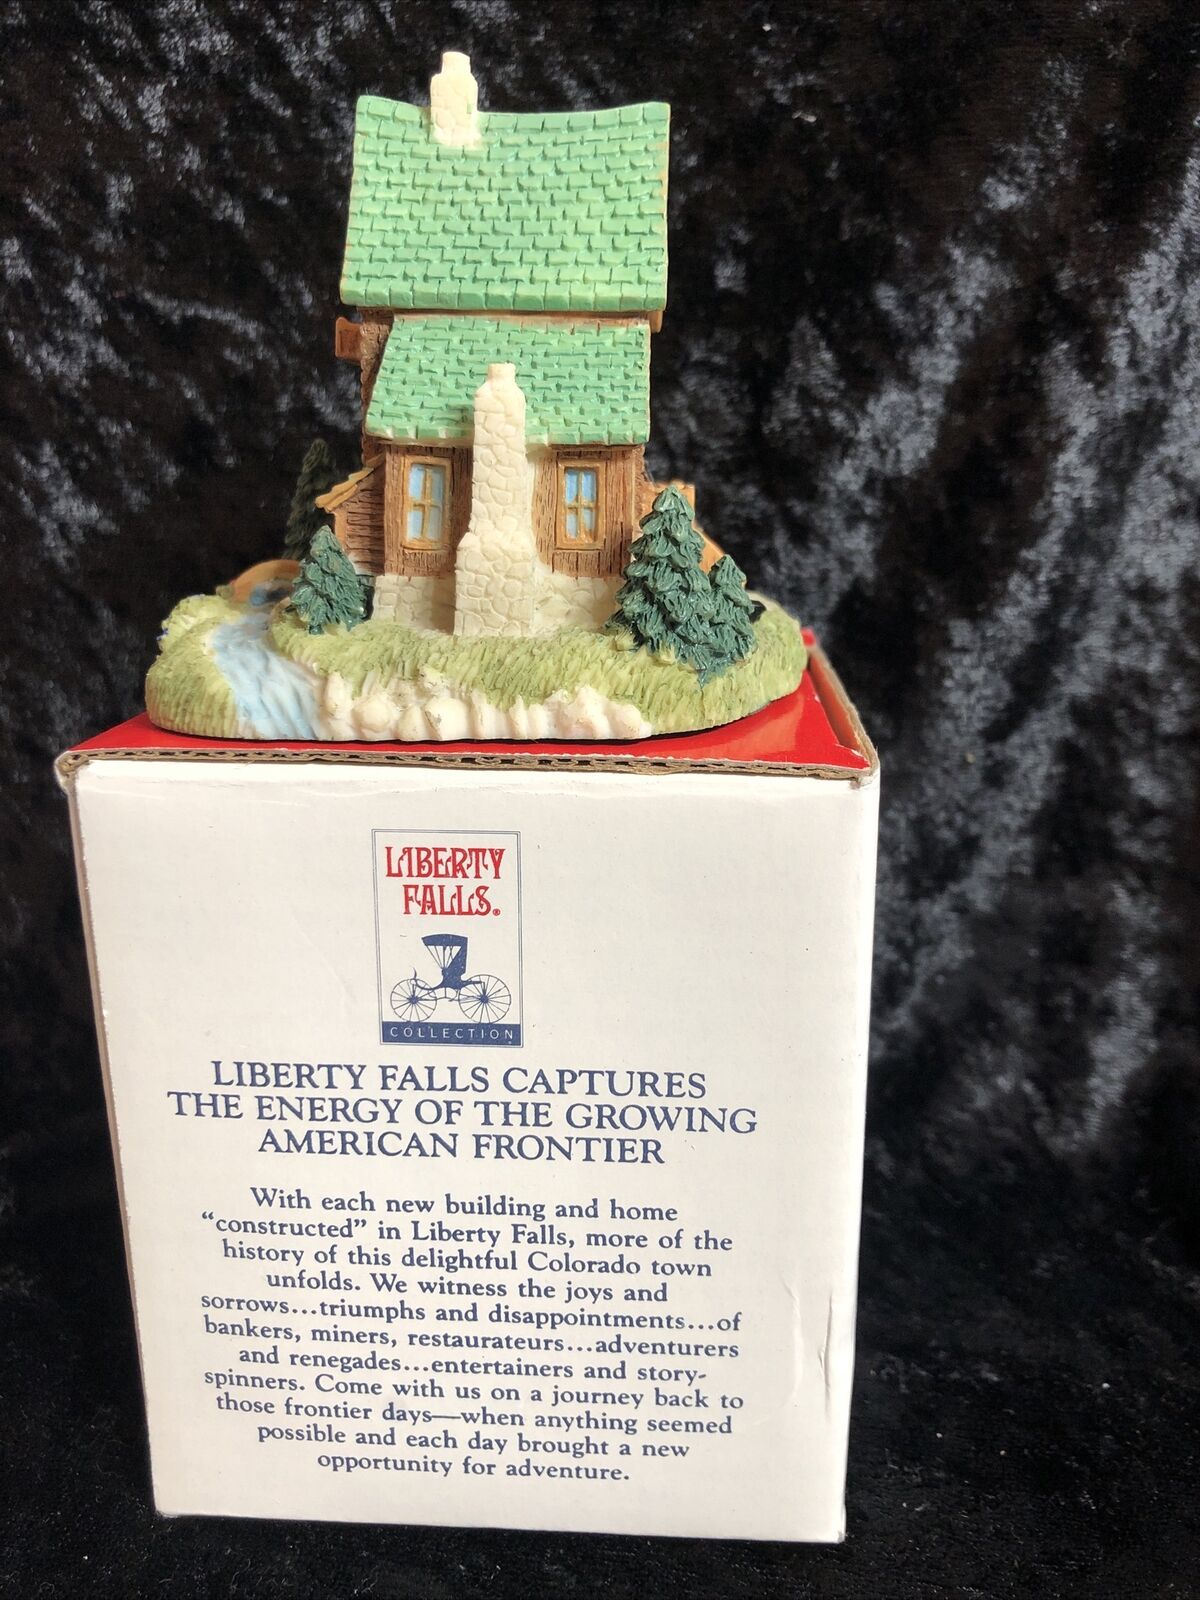 LIBERTY
FALLS®
COLLECTION
LIBERTY FALLS CAPTURES
THE ENERGY OF THE GROWING
AMERICAN FRONTIER
With each new building and home
“constructed” in Liberty Falls, more of the
history of this delightful Colorado town
unfolds. We witness the joys and
sorrows...triumphs and disappointments...of
bankers, miners, restaurateurs...adventurers
and renegades...entertainers and story-
spinners. Come with us on a journey back to
those frontier days—when anything seemed
possible and each day brought a new
opportunity for adventure.